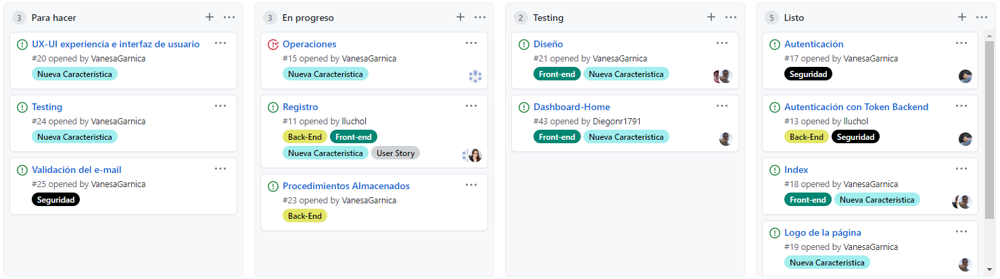 3 Para hacer
UX-UI experiencia e interfaz de usuario
#20 opened by VanesaGarnica
Nueva Caracteristica
Testing
#24 opened by VanesaGarnica
Nueva Caracteristica
Validación del e-mail
#25 opened by VanesaGarnica
Seguridad
3 En progreso
Operaciones
#15 opened by VanesaGarnica
Nueva Caracteristica
Registro
#11 opened by lluchol
Back-End Front-end
Nueva Caracteristica User Story
Procedimientos Almacenados
#23 opened by VanesaGarnica
Back-End
2 Testing
Diseño
#21 opened by VanesaGarnica
Front-end Nueva Caracteristica
Dashboard-Home
#43 opened by Diegonr1791
Front-end Nueva Caracteristica
5 Listo
Autenticación
#17 opened by VanesaGarnica
Seguridad
Autenticación con Token Backend
#13 opened by lluchol
Back-End Seguridad
Index
#18 opened by VanesaGarnica
Front-end Nueva Caracteristica
Logo de la página
#19 opened by VanesaGarnica
Nueva Caracteristica